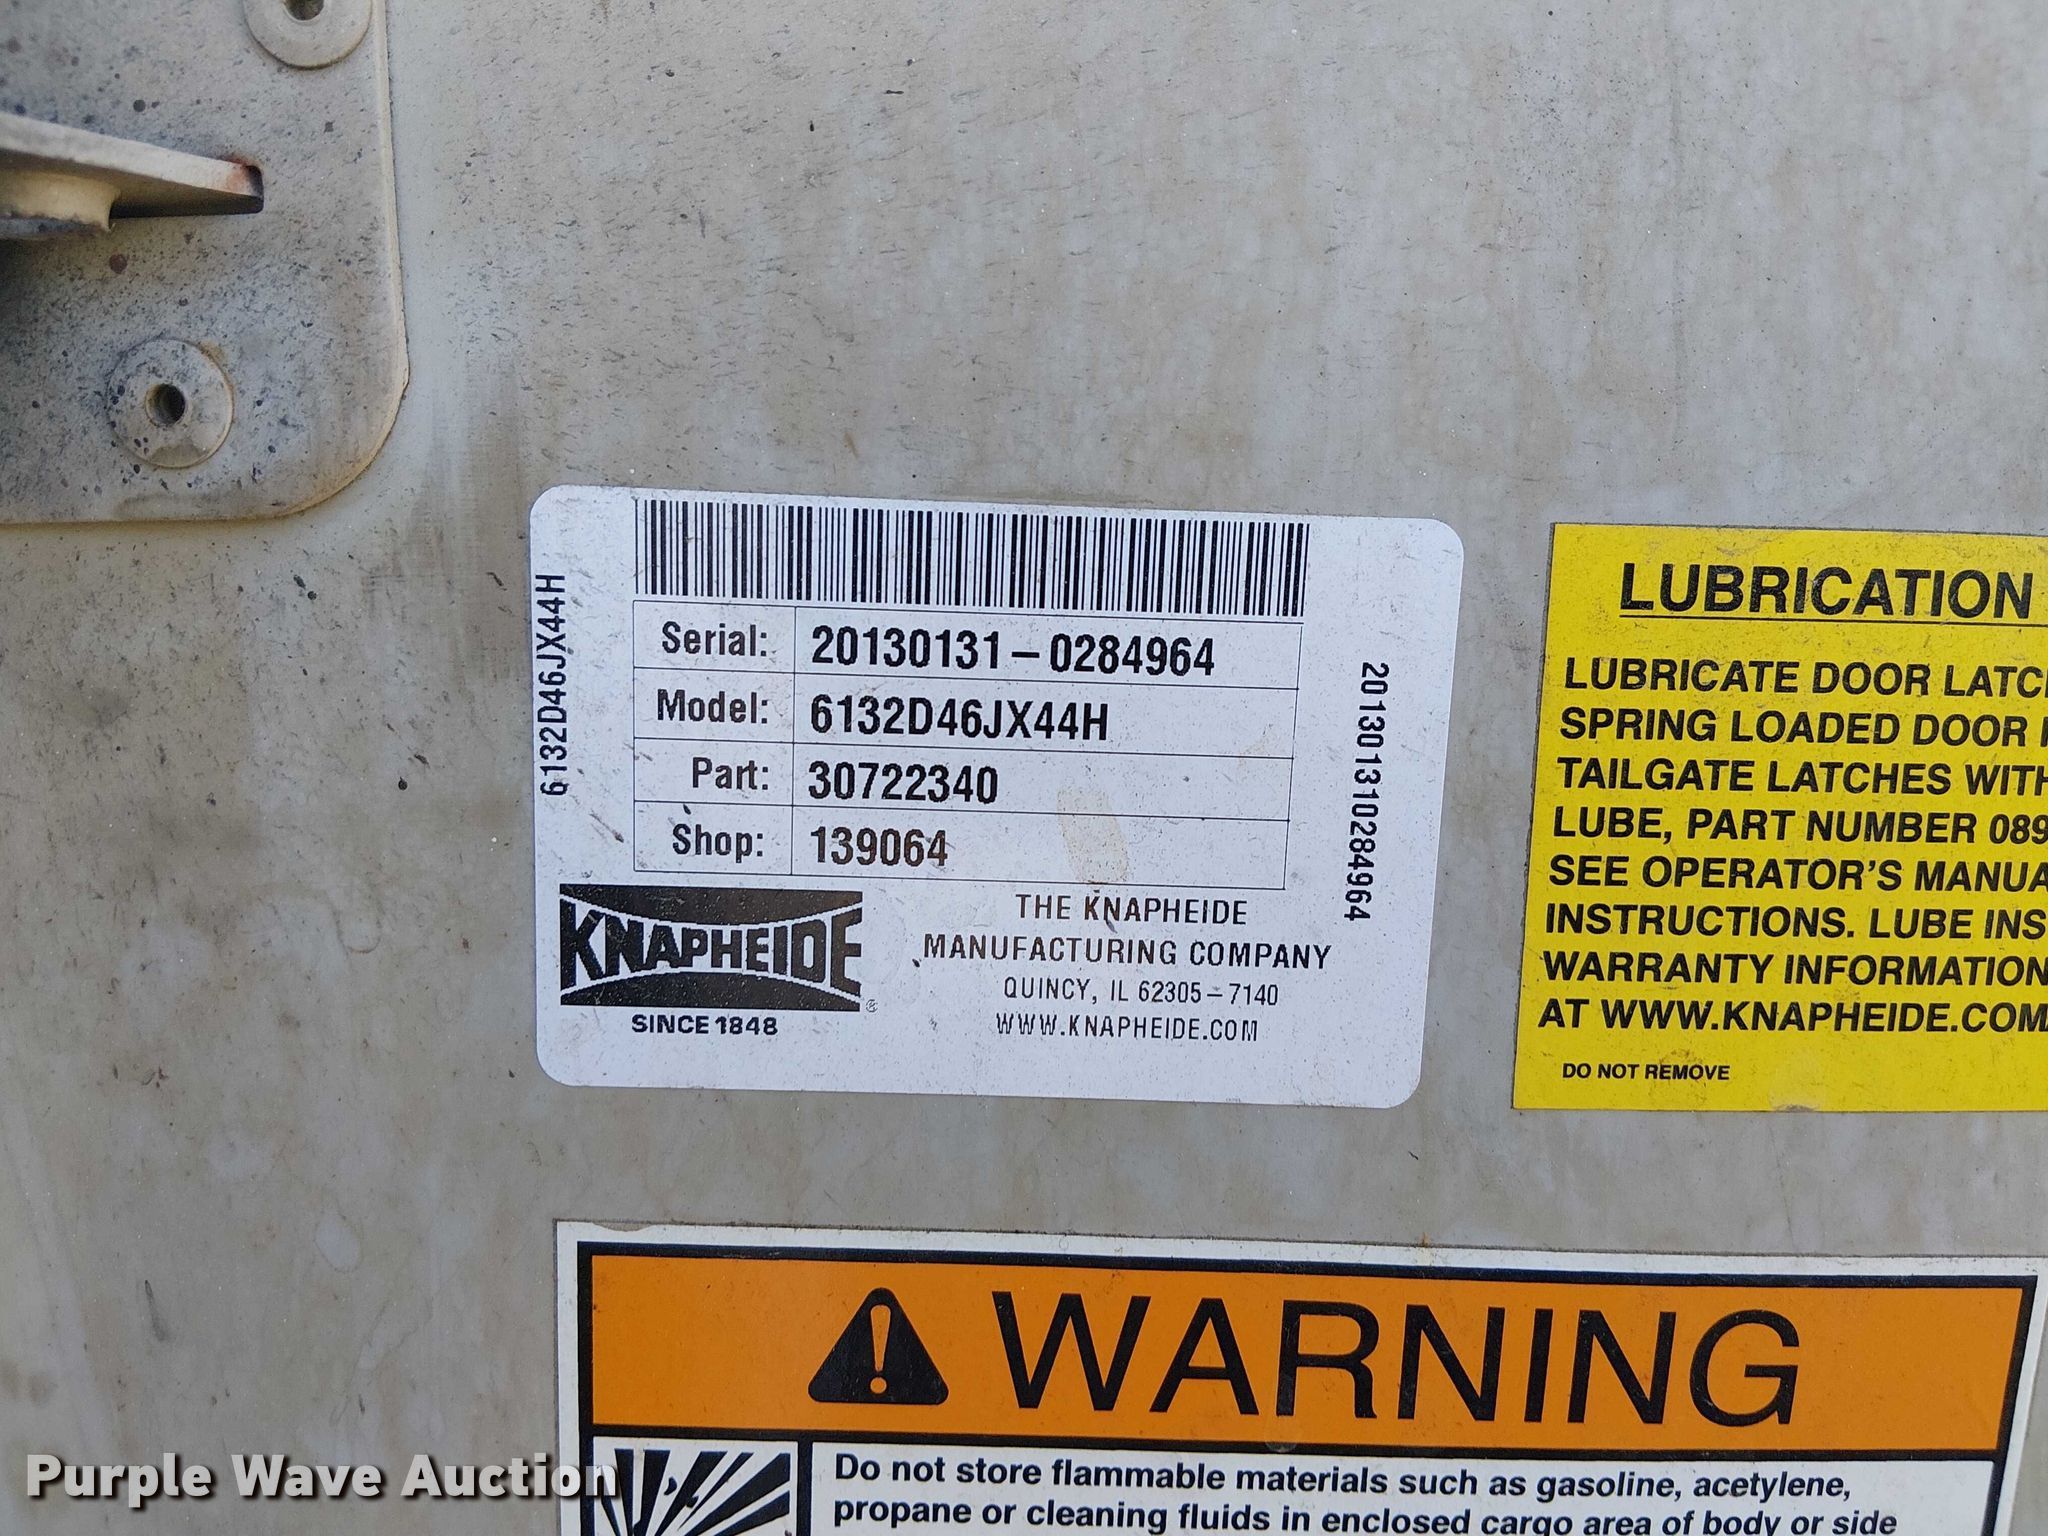 6132D46JX44H
Serial: 20130131-0284964
Model: 6132D46JX44H
Part: 30722340
Shop: 139064
201301310284964
KNAPHEIDE
®
SINCE 1848
THE KNAPHEIDE
MANUFACTURING COMPANY
QUINCY, IL 62305-7140
WWW.KNAPHEIDE.COM
LUBRICATION
LUBRICATE DOOR LATC
SPRING LOADED DOOR
TAILGATE LATCHES WITH
LUBE, PART NUMBER 089
SEE OPERATOR'S MANUA
INSTRUCTIONS. LUBE INS
WARRANTY INFORMATION
AT WWW.KNAPHEIDE.COM
DO NOT REMOVE
WARNING
Do not store flammable materials such as gasoline, acetylene,
propane or cleaning fluids in enclosed cargo area of body or side
Purple Wave Auction